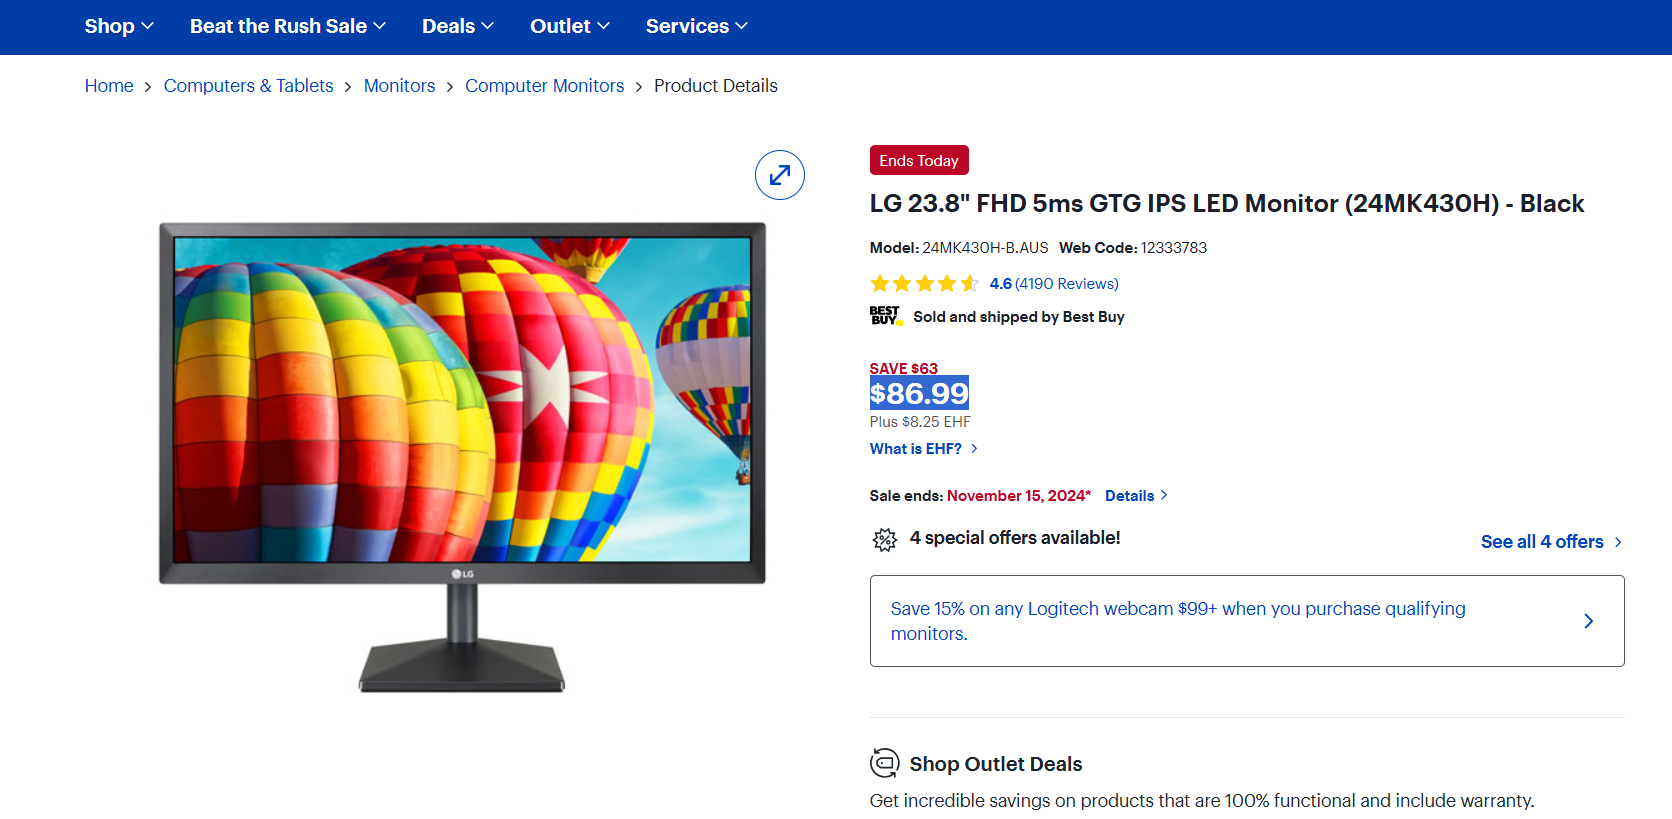 Shop Beat the Rush Sale Deals Outlet Services
Home > Computers & Tablets > Monitors > Computer Monitors > Product Details
Ends Today
LG 23.8" FHD 5ms GTG IPS LED Monitor (24MK430H) - Black
Model: 24MK430H-B.AUS Web Code: 12333783
4.6 (4190 Reviews)
BEST BUY Sold and shipped by Best Buy
SAVE $63
$86.99
Plus $8.25 EHF
What is EHF?
Sale ends: November 15, 2024* Details
4 special offers available!
See all 4 offers
Save 15% on any Logitech webcam $99+ when you purchase qualifying
monitors.
LG
Shop Outlet Deals
Get incredible savings on products that are 100% functional and include warranty.